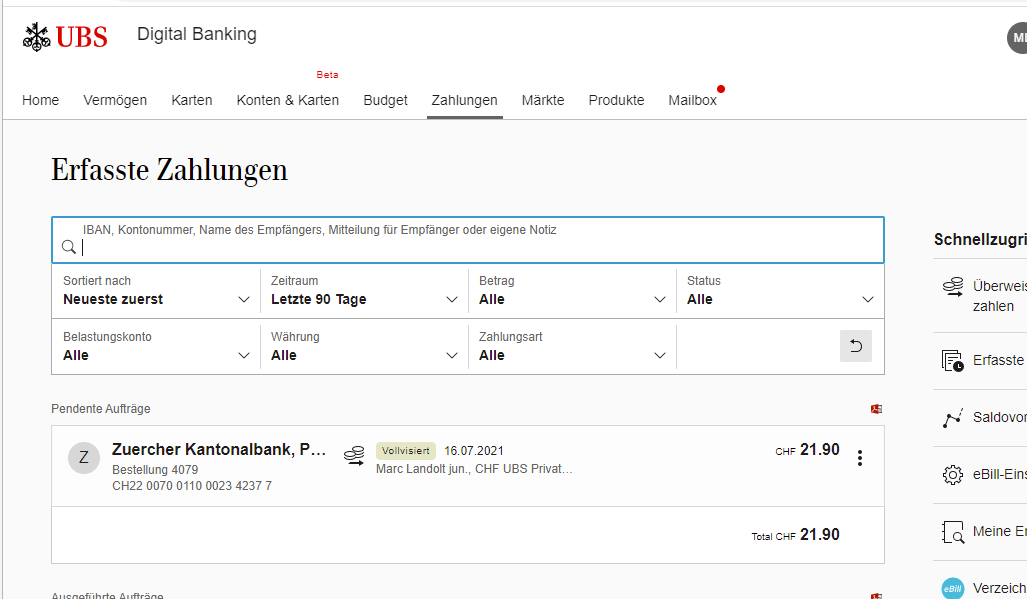 UBS Digital Banking
MI
Beta
Home Vermögen Karten Konten & Karten Budget Zahlungen Märkte Produkte Mailbox
Erfasste Zahlungen
IBAN, Kontonummer, Name des Empfängers, Mitteilung für Empfänger oder eigene Notiz
Sortiert nach Zeitraum Betrag Status
Neueste zuerst Letzte 90 Tage Alle Alle
Belastungskonto Währung Zahlungsart
Alle Alle Alle
Pendente Aufträge
Z
Zuercher Kantonalbank, P... Vollvisiert 16.07.2021 CHF 21.90
Bestellung 4079 Marc Landolt jun., CHF UBS Privat...
CH22 0070 0110 0023 4237 7
Total CHF 21.90
Ausgeführte Aufträge
Schnellzugri
Überweis
zahlen
Erfasste
Saldovor
eBill-Eins
Meine Er
eBill Verzeich